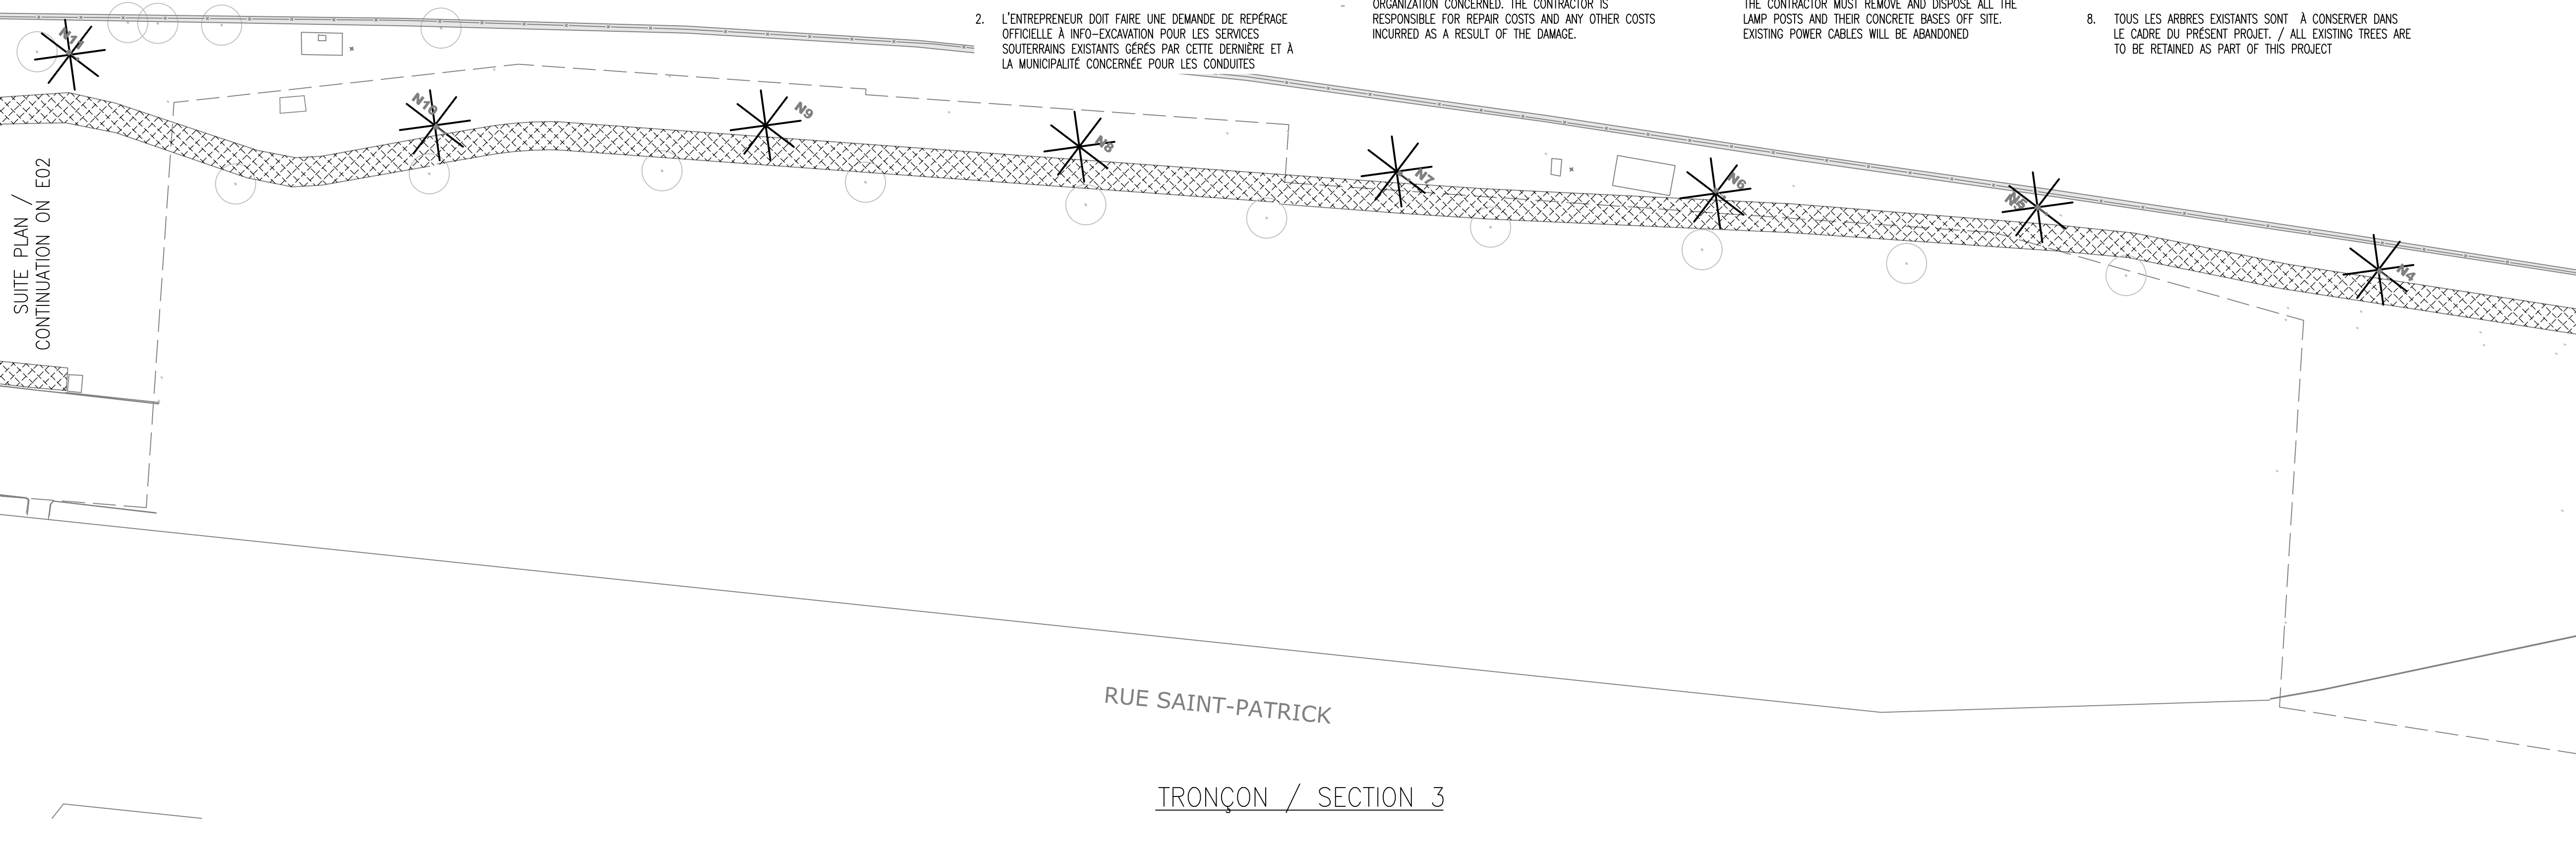 2. L'ENTREPRENEUR DOIT FAIRE UNE DEMANDE DE REPÉRAGE
OFFICIELLE À INFO-EXCAVATION POUR LES SERVICES
SOUTERRAINS EXISTANTS GÉRÉS PAR CETTE DERNIÈRE ET À
LA MUNICIPALITÉ CONCERNÉE POUR LES CONDUITES
ORGANIZATION CONCERNED. THE CONTRACTOR IS
RESPONSIBLE FOR REPAIR COSTS AND ANY OTHER COSTS
INCURRED AS A RESULT OF THE DAMAGE.
THE CONTRACTOR MUST REMOVE AND DISPOSE ALL THE
LAMP POSTS AND THEIR CONCRETE BASES OFF SITE.
EXISTING POWER CABLES WILL BE ABANDONED
8. TOUS LES ARBRES EXISTANTS SONT À CONSERVER DANS
LE CADRE DU PRÉSENT PROJET. / ALL EXISTING TREES ARE
TO BE RETAINED AS PART OF THIS PROJECT
N11
N10
N9
N8
N7
N6
N5
N4
SUITE PLAN /
CONTINUATION ON E02
RUE SAINT-PATRICK
TRONÇON / SECTION 3